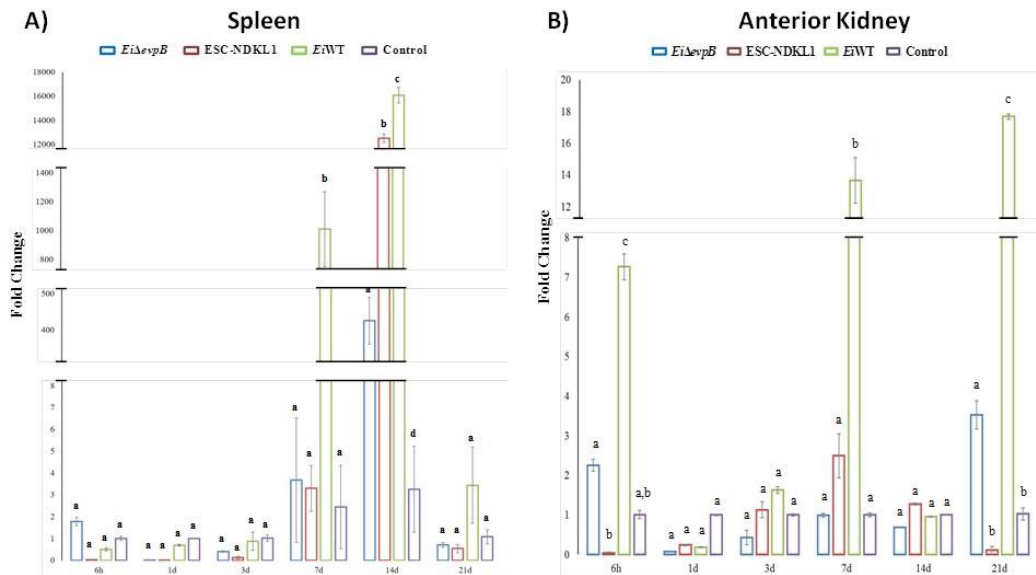 A) Spleen
EiΔevpB ESC-NDKL1 EiWT Control
Fold Change
18000
16000
14000
12000
1400
1200
1000
800
500
400
8
7
6
5
4
3
2
1
0
c
b
b
a
a a a a
a a a a
a a a
a a a
d
a a a a
6h 1d 3d 7d 14d 21d
B) Anterior Kidney
EiΔevpB ESC-NDKL1 EiWT Control
Fold Change
20
18
16
14
12
8
7
6
5
4
3
2
1
0
c
b
c
a b a,b
a a a a
a a a a
a a a
a a a a
a b b
6h 1d 3d 7d 14d 21d